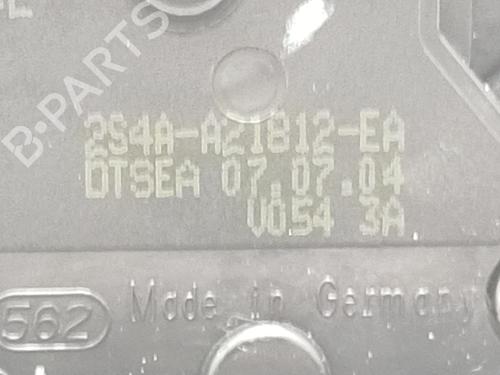 B-PARTS
2S4A-A21812-EA
DTSEA 07.07.04
V054 3A
562 Made in Germany